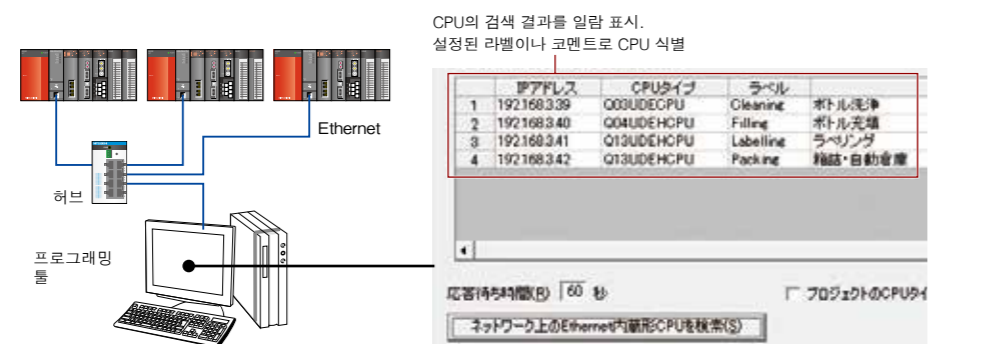 CPU의 검색 결과를 일람 표시.
설정된 라벨이나 코멘트로 CPU 식별
Ethernet
허브
프로그래밍
툴
IPアドレス CPUタイプ ラベル
1 192.168.3.39 Q03UDECPU Cleaning ボトル洗浄
2 192.168.3.40 Q04UDEHCPU Filling ボトル充填
3 192.168.3.41 Q13UDEHCPU Labelling ラベリング
4 192.168.3.42 Q13UDEHCPU Packing 箱詰・自動倉庫
応答待ち時間(R) 60 秒 プロジェクトのCPUタイ
ネットワーク上のEthernet内蔵形CPUを検索(S)